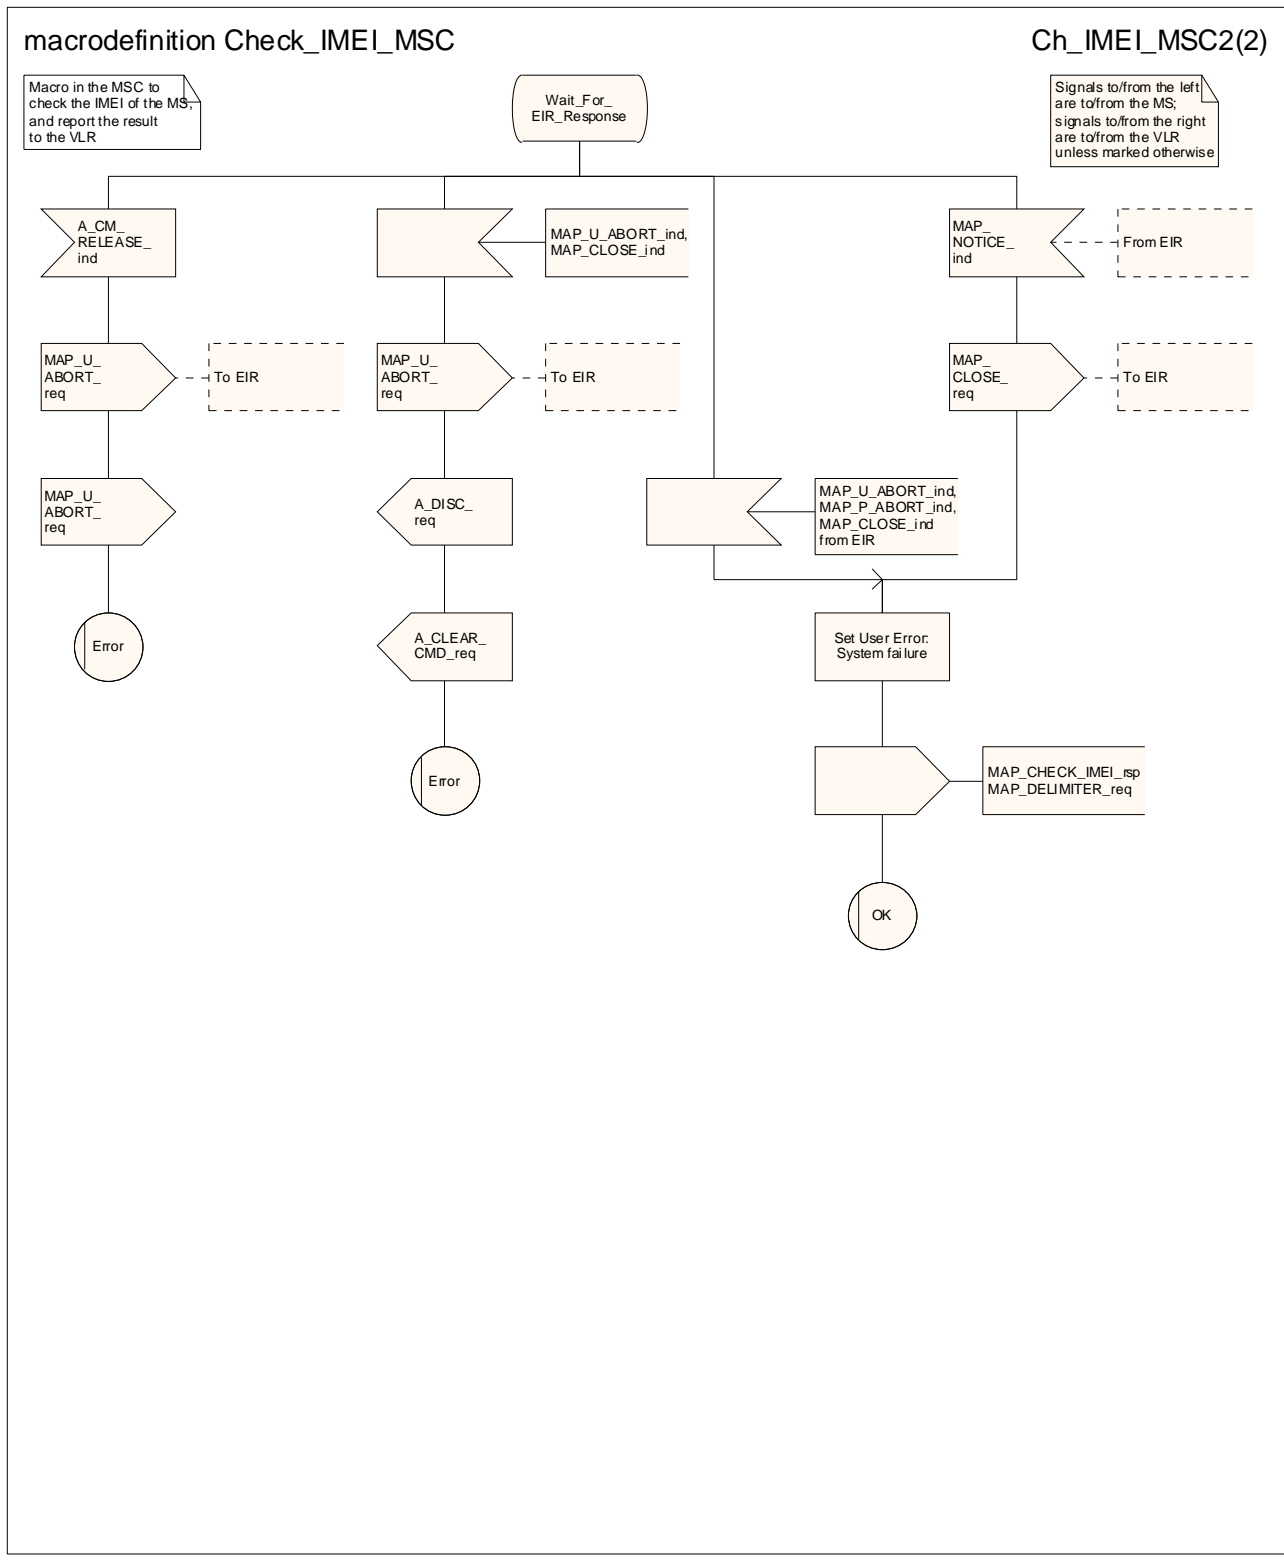 macrodefinition Check_IMEI_MSC
Ch_IMEI_MSC2(2)
Macro in the MSC to
check the IMEI of the MS,
and report the result
to the VLR
Wait_For_
EIR_Response
Signals to/from the left
are to/from the MS;
signals to/from the right
are to/from the VLR
unless marked otherwise
A_CM_
RELEASE_
ind
MAP_U_ABORT_ind,
MAP_CLOSE_ind
MAP_
NOTICE_
ind
From EIR
MAP_U_
ABORT_
req
To EIR
MAP_U_
ABORT_
req
To EIR
MAP_
CLOSE_
req
To EIR
MAP_U_
ABORT_
req
A_DISC_
req
MAP_U_ABORT_ind,
MAP_P_ABORT_ind,
MAP_CLOSE_ind
from EIR
Error
A_CLEAR_
CMD_req
Set User Error:
System failure
Error
MAP_CHECK_IMEI_rsp
MAP_DELIMITER_req
OK